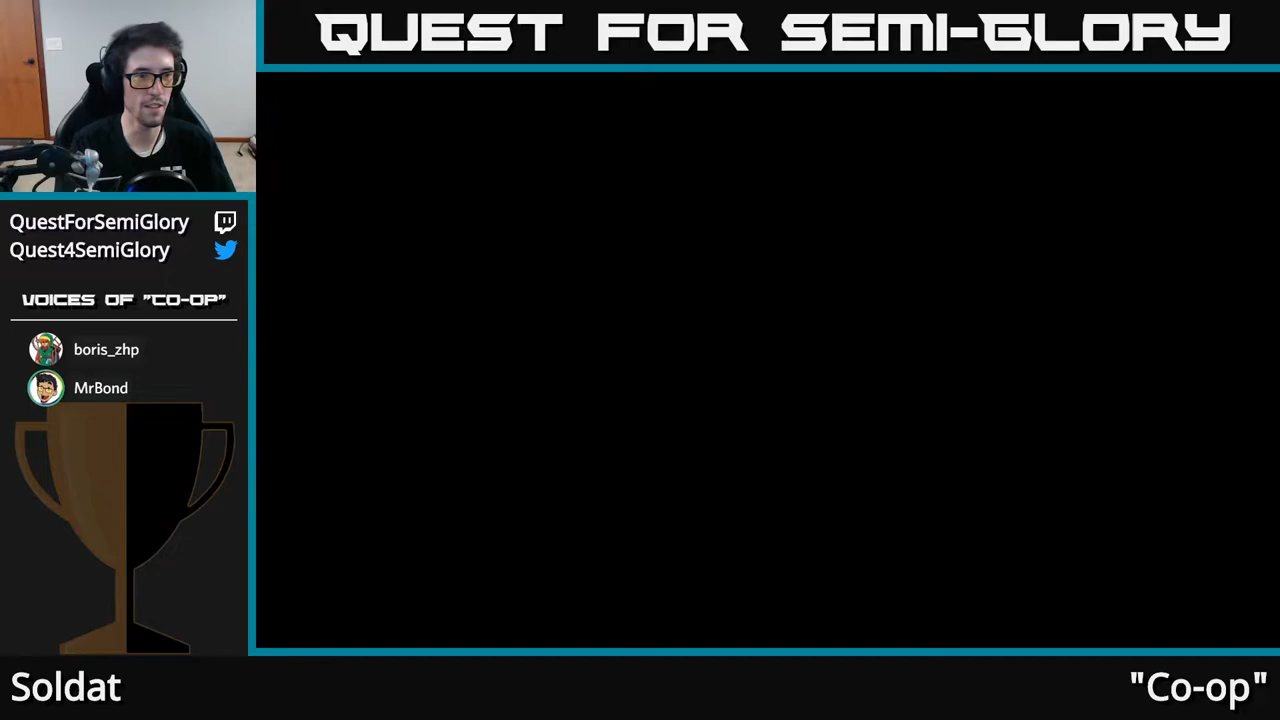 QUEST FOR SEMI-GLORY
QuestForSemiGlory
Quest4SemiGlory
VOICES OF "CO-OP"
boris_zhp
MrBond
Soldat
"Co-op"